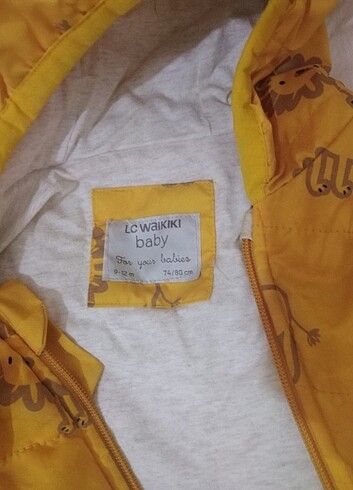 LC WAIKIKI
baby
For your babies
9-12 m 74/80 cm